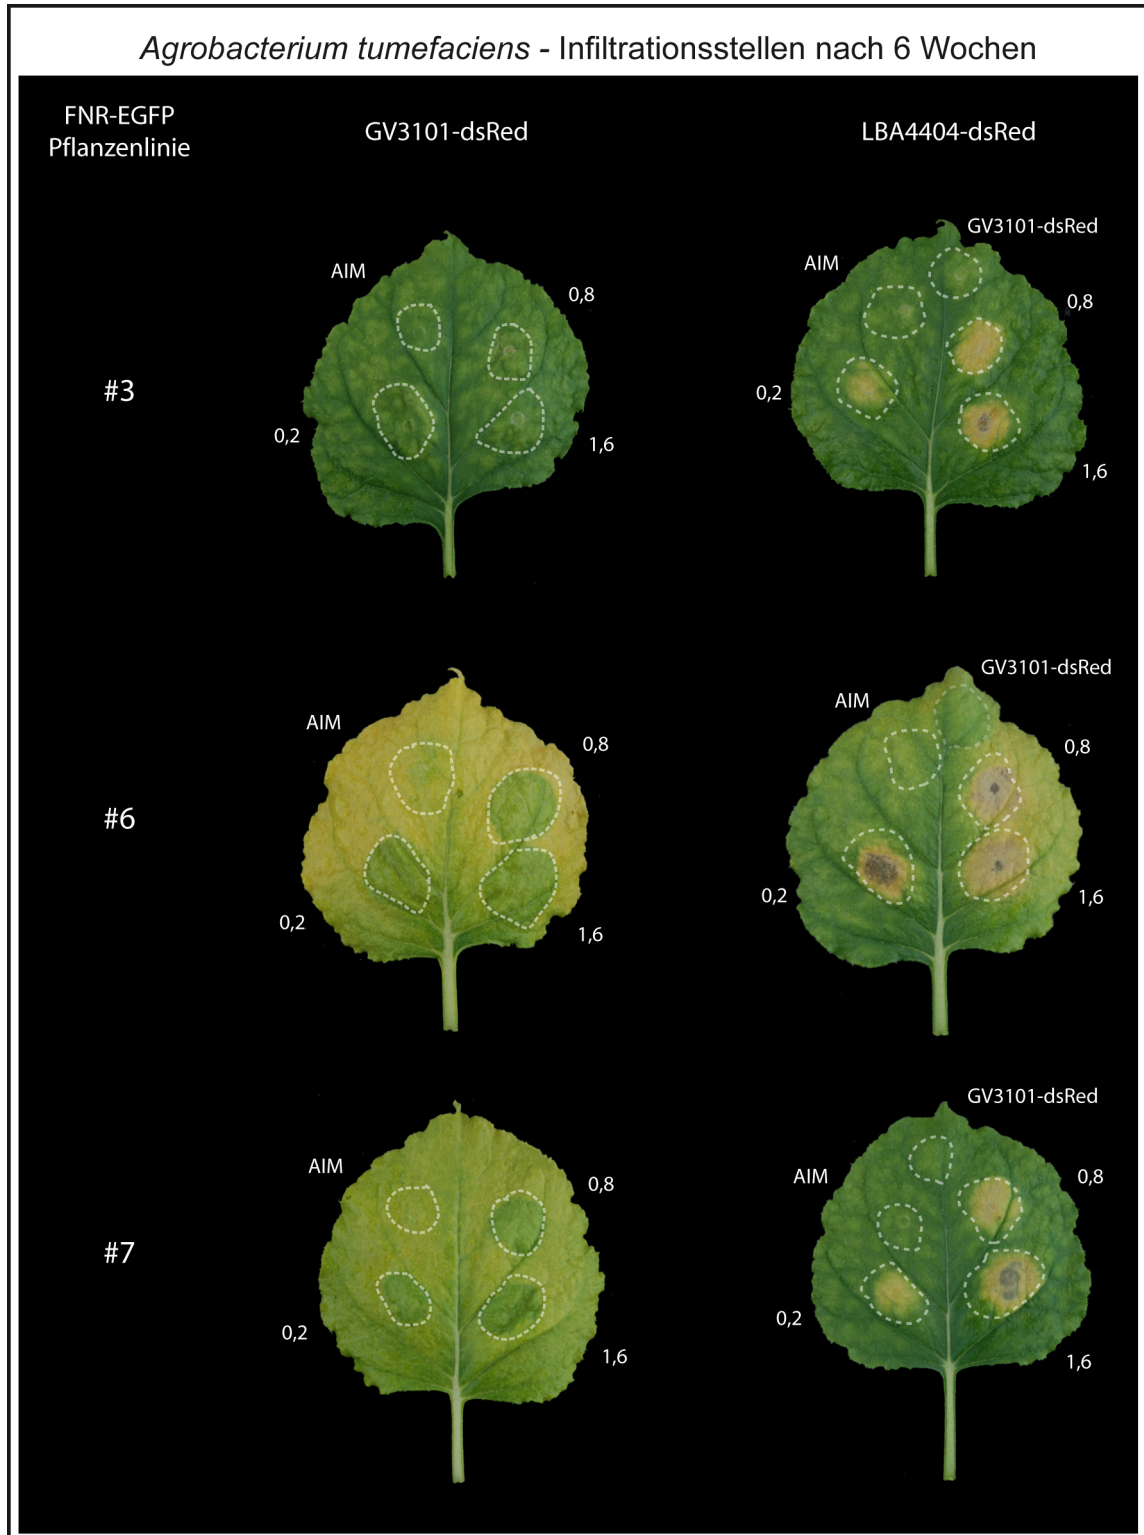 Agrobacterium tumefaciens - Infiltrationsstellen nach 6 Wochen
FNR-EGFP
Pflanzenlinie
GV3101-dsRed
LBA4404-dsRed
#3
AIM
0,8
0,2
1,6
GV3101-dsRed
AIM
0,8
0,2
1,6
#6
AIM
0,8
0,2
1,6
GV3101-dsRed
AIM
0,8
0,2
1,6
#7
AIM
0,8
0,2
1,6
GV3101-dsRed
AIM
0,8
0,2
1,6